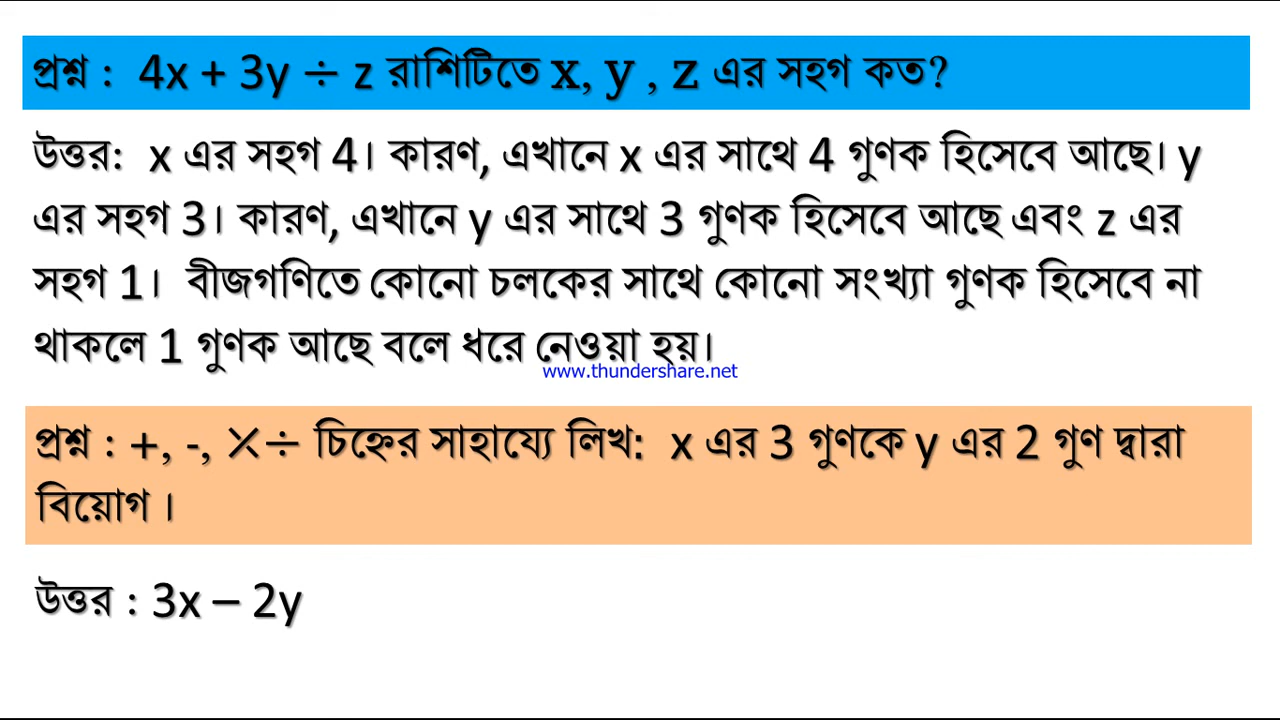 প্রশ্ন :  4x + 3y ÷ z রাশিটিতে x, y , z এর সহগ কত?
উত্তর:  x এর সহগ 4। কারণ, এখানে x এর সাথে 4 গুণক হিসেবে আছে। y
এর সহগ 3। কারণ, এখানে y এর সাথে 3 গুণক হিসেবে আছে এবং z এর
সহগ 1।  বীজগণিতে কোনো চলকের সাথে কোনো সংখ্যা গুণক হিসেবে না
থাকলে 1 গুণক আছে বলে ধরে নেওয়া হয়।
www.thundershare.net
প্রশ্ন : +, -, ×÷ চিহ্নের সাহায্যে লিখ:  x এর 3 গুণকে y এর 2 গুণ দ্বারা
বিয়োগ ।
উত্তর : 3x – 2y